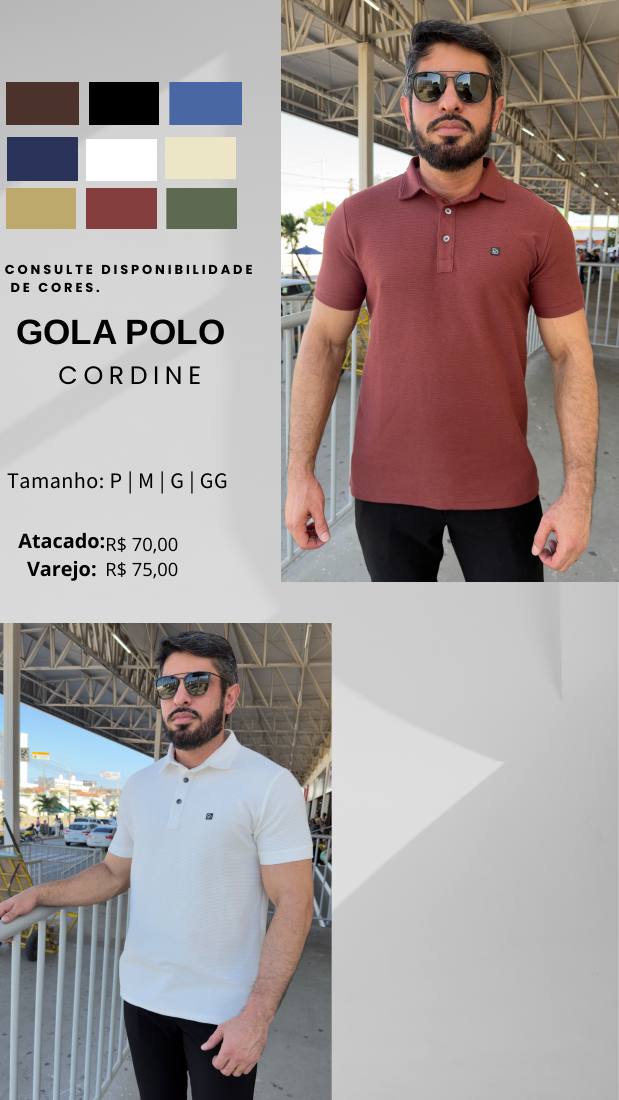 CONSULTE DISPONIBILIDADE
DE CORES.
GOLA POLO
CORDINE
Tamanho: P | M | G | GG
Atacado: R$ 70,00
Varejo: R$ 75,00